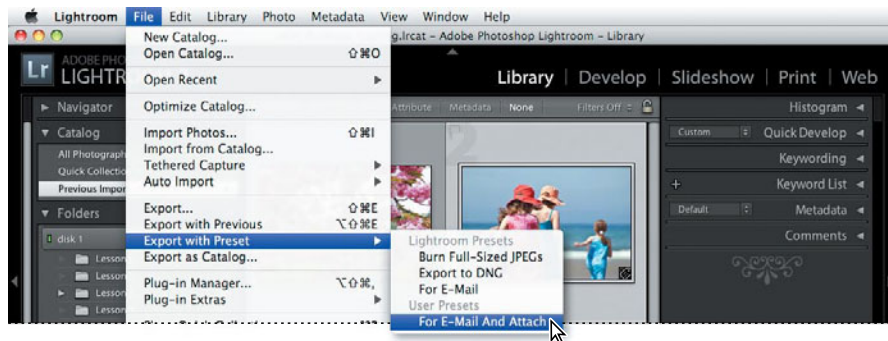 Lightroom File Edit Library Photo Metadata View Window Help
g.lrcat - Adobe Photoshop Lightroom - Library
New Catalog...
Open Catalog... ⇧⌘O
Open Recent ▶
Optimize Catalog...
Import Photos... ⇧⌘I
Import from Catalog...
Tethered Capture ▶
Auto Import ▶
Export... ⇧⌘E
Export with Previous ⌥⇧⌘E
Export with Preset ▶
Export as Catalog...
Plug-in Manager... ⌥⇧⌘,
Plug-in Extras ▶
Lightroom Presets
Burn Full-Sized JPEGs
Export to DNG
For E-Mail
User Presets
For E-Mail And Attach
Lr ADOBE PHO
LIGHTR
Library | Develop | Slideshow | Print | Web
Navigator
Catalog
All Photograph
Quick Collectio
Previous Impor
Folders
disk 1
Lesson
Lesson
Lesson
Lesson
Attribute Metadata None Filters Off
2
Histogram
Custom Quick Develop
Keywording
+ Keyword List
Default Metadata
Comments